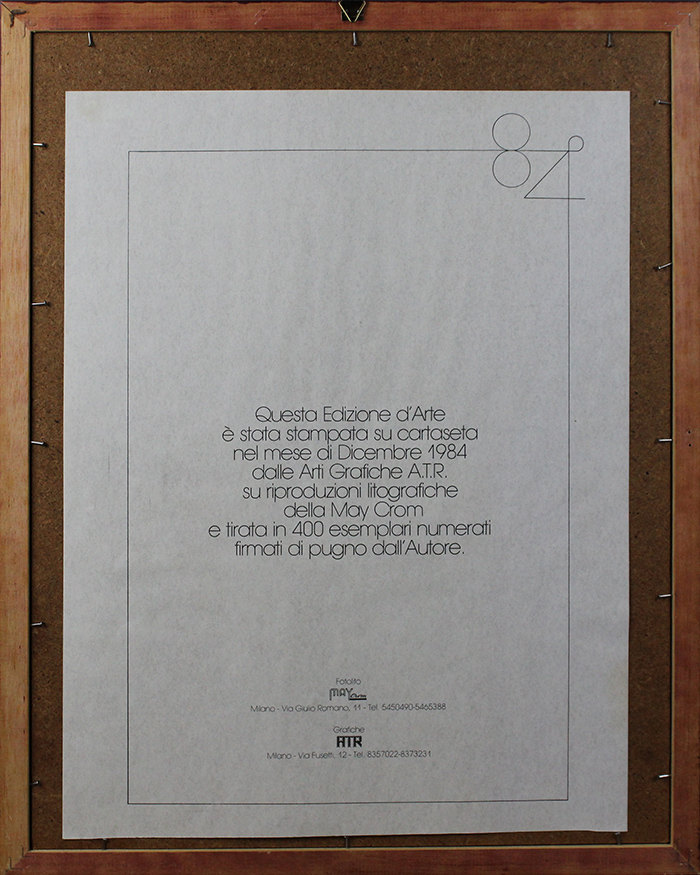 84
Questa Edizione d'Arte
è stata stampata su cartaseta
nel mese di Dicembre 1984
dalle Arti Grafiche A.T.R.
su riproduzioni litografiche
della May Crom
e tirata in 400 esemplari numerati
firmati di pugno dall'Autore.
Fotolito
MAY Crom
Milano - Via Giulio Romano, 11 - Tel. 5450490-5465388
Grafiche
ATR
Milano - Via Fusetti, 12 - Tel. 8357022-8373231